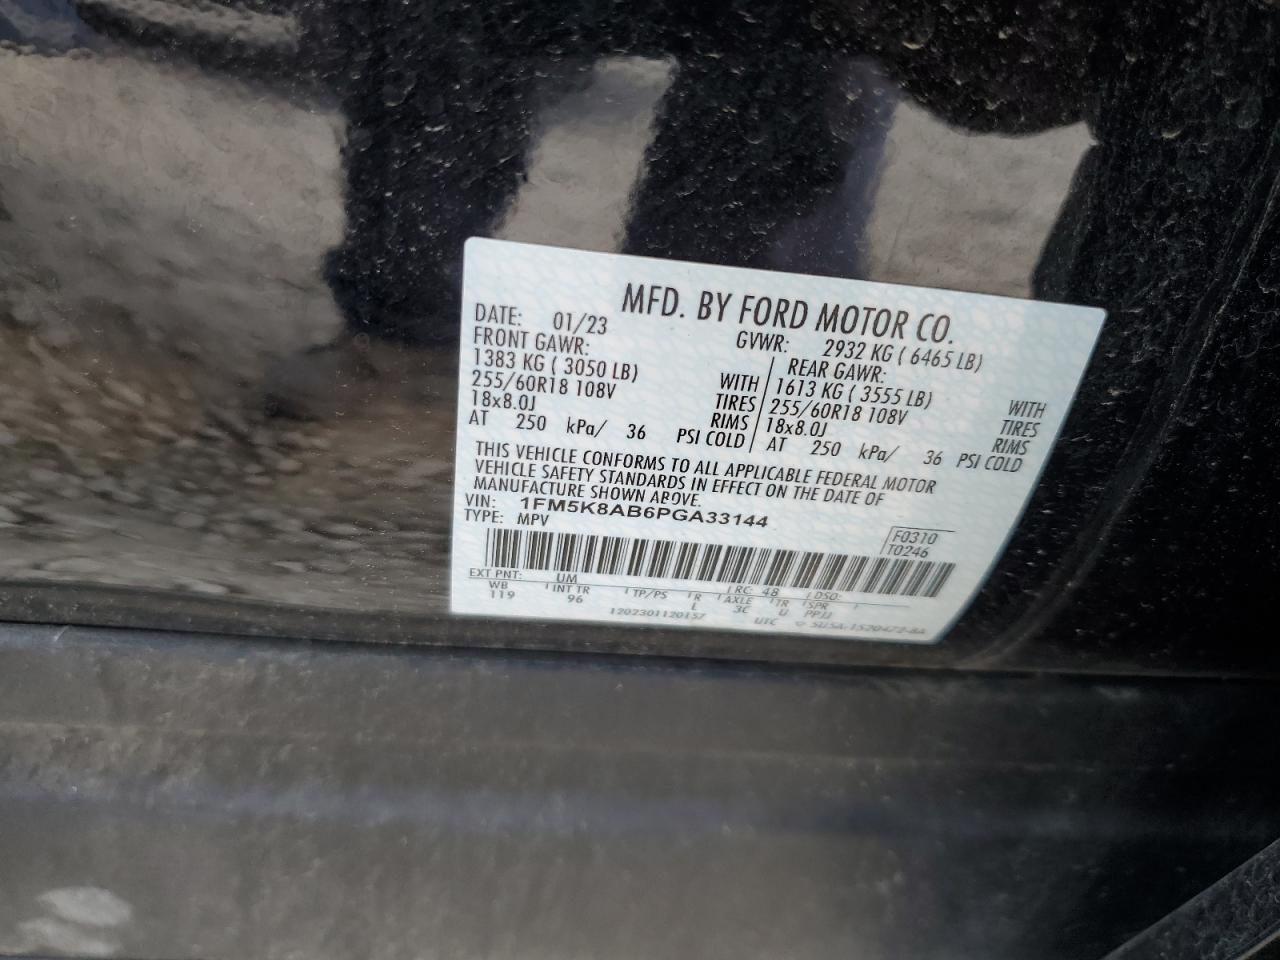 MFD. BY FORD MOTOR CO.
DATE: 01/23 GVWR: 2932 KG ( 6465 LB)
FRONT GAWR: REAR GAWR:
1383 KG ( 3050 LB) WITH 1613 KG ( 3555 LB) WITH
255/60R18 108V TIRES 255/60R18 108V TIRES
18x8.0J RIMS 18x8.0J RIMS
AT 250 kPa/ 36 PSI COLD AT 250 kPa/ 36 PSI COLD
THIS VEHICLE CONFORMS TO ALL APPLICABLE FEDERAL MOTOR
VEHICLE SAFETY STANDARDS IN EFFECT ON THE DATE OF
MANUFACTURE SHOWN ABOVE.
VIN: 1FM5K8AB6PGA33144
TYPE: MPV
F0310
T0246
EXT PNT: UM RC: 48 DSO:
WB INT TR TP/PS R AXLE TR SPR
119 96 L 3C U PPJJ
1202301120157 UTC